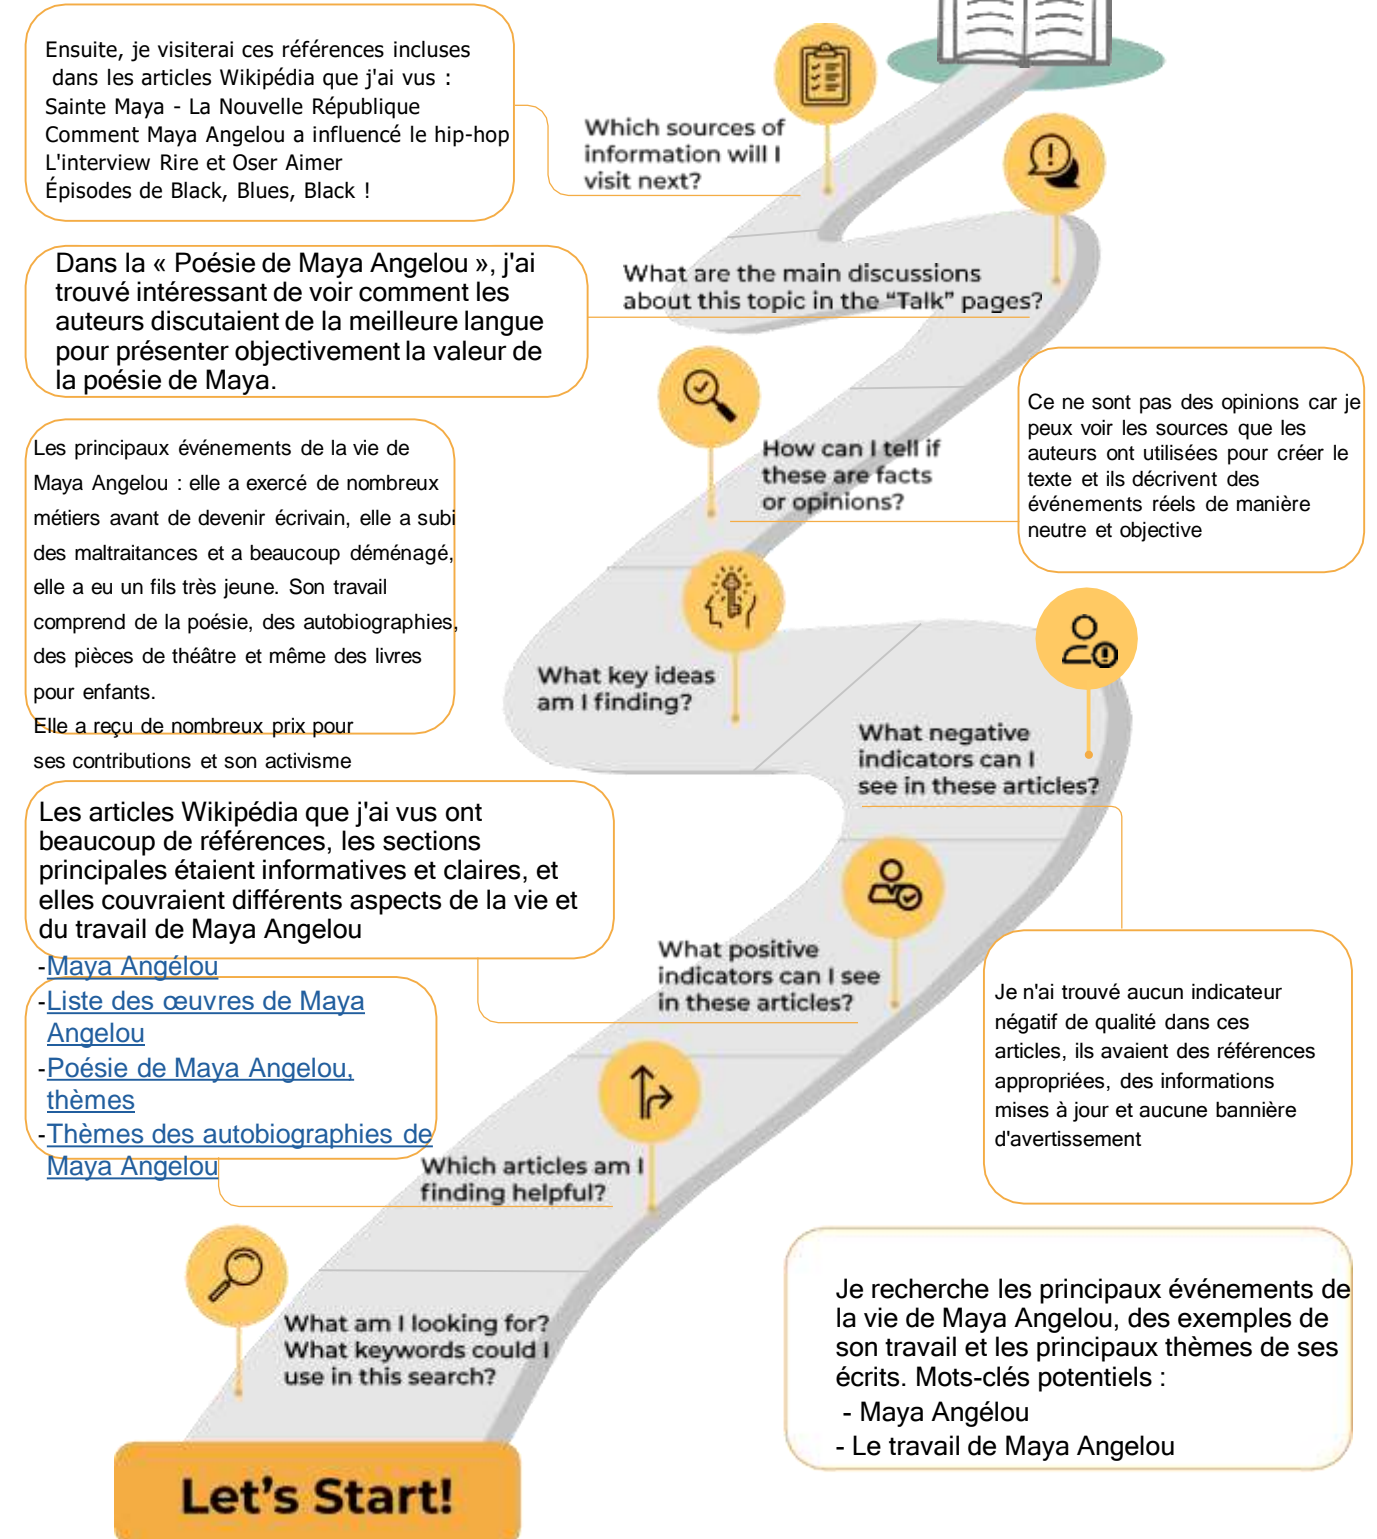 Ensuite, je visiterai ces références incluses
dans les articles Wikipédia que j'ai vus :
Sainte Maya - La Nouvelle République
Comment Maya Angelou a influencé le hip-hop
L'interview Rire et Oser Aimer
Épisodes de Black, Blues, Black !
Which sources of
information will I
visit next?
Dans la « Poésie de Maya Angelou », j'ai
trouvé intéressant de voir comment les
auteurs discutaient de la meilleure langue
pour présenter objectivement la valeur de
la poésie de Maya.
What are the main discussions
about this topic in the “Talk” pages?
Ce ne sont pas des opinions car je
peux voir les sources que les
auteurs ont utilisées pour créer le
texte et ils décrivent des
événements réels de manière
neutre et objective
How can I tell if
these are facts
or opinions?
Les principaux événements de la vie de
Maya Angelou : elle a exercé de nombreux
métiers avant de devenir écrivain, elle a subi
des maltraitances et a beaucoup déménagé,
elle a eu un fils très jeune. Son travail
comprend de la poésie, des autobiographies,
des pièces de théâtre et même des livres
pour enfants.
Elle a reçu de nombreux prix pour
ses contributions et son activisme
What key ideas
am I finding?
What negative
indicators can I
see in these articles?
Les articles Wikipédia que j'ai vus ont
beaucoup de références, les sections
principales étaient informatives et claires, et
elles couvraient différents aspects de la vie et
du travail de Maya Angelou
What positive
indicators can I see
in these articles?
Je n'ai trouvé aucun indicateur
négatif de qualité dans ces
articles, ils avaient des références
appropriées, des informations
mises à jour et aucune bannière
d'avertissement
-Maya Angélou
-Liste des œuvres de Maya
Angelou
-Poésie de Maya Angelou,
thèmes
-Thèmes des autobiographies de
Maya Angelou
Which articles am I
finding helpful?
What am I looking for?
What keywords could I
use in this search?
Je recherche les principaux événements de
la vie de Maya Angelou, des exemples de
son travail et les principaux thèmes de ses
écrits. Mots-clés potentiels :
- Maya Angélou
- Le travail de Maya Angelou
Let's Start!